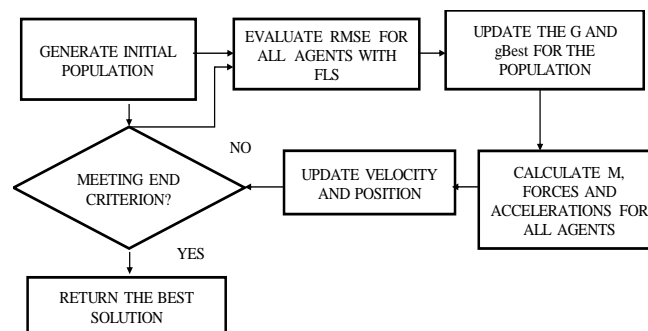 GENERATE INITIAL
POPULATION
EVALUATE RMSE FOR
ALL AGENTS WITH
FLS
UPDATE THE G AND
gBest FOR THE
POPULATION
NO
MEETING END
CRITERION?
UPDATE VELOCITY
AND POSITION
CALCULATE M,
FORCES AND
ACCELERATIONS FOR
ALL AGENTS
YES
RETURN THE BEST
SOLUTION